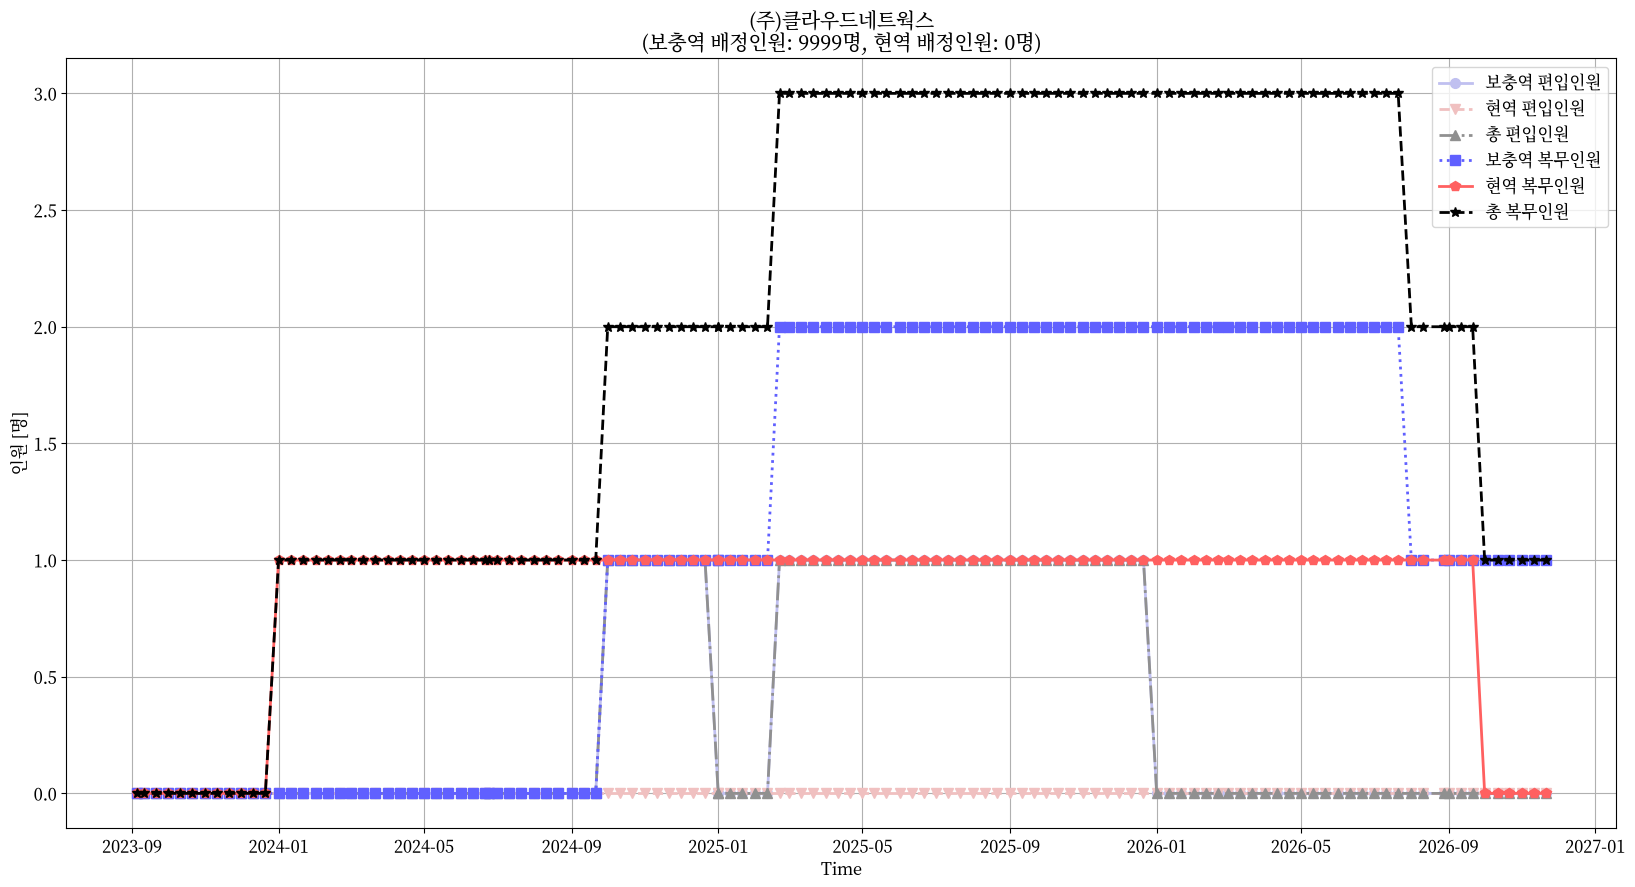 (주)클라우드네트웍스
(보충역 배정인원: 9999명, 현역 배정인원: 0명)
보충역 편입인원
현역 편입인원
총 편입인원
보충역 복무인원
현역 복무인원
총 복무인원
인원 [명]
3.0
2.5
2.0
1.5
1.0
0.5
0.0
2023-09 2024-01 2024-05 2024-09 2025-01 2025-05 2025-09 2026-01 2026-05 2026-09 2027-01
Time